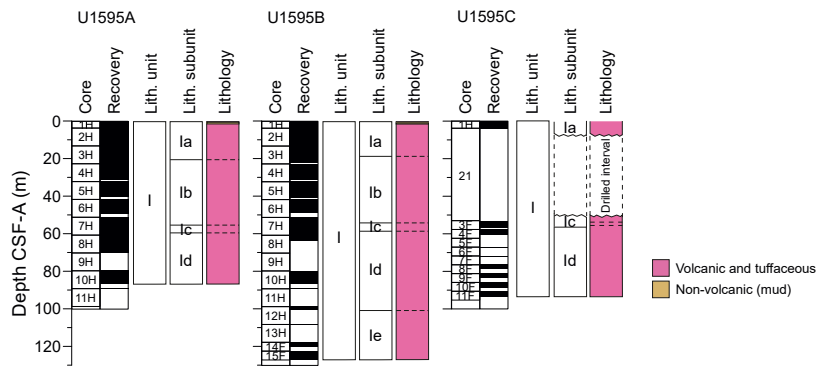 U1595A
U1595B
U1595C
Core
Recovery
Lith. unit
Lith. subunit
Lithology
Core
Recovery
Lith. unit
Lith. subunit
Lithology
Core
Recovery
Lith. unit
Lith. subunit
Lithology
Depth CSF-A (m)
0
20
40
60
80
100
120
1H
2H
3H
4H
5H
6H
7H
8H
9H
10H
11H
I
Ia
Ib
Ic
Id
1H
2H
3H
4H
5H
6H
7H
8H
9H
10H
11H
12H
13H
14F
15F
I
Ia
Ib
Ic
Id
Ie
1H
21
3F
4F
5F
6F
7F
8F
9F
10F
11F
I
Ia
Ic
Id
Drilled interval
Volcanic and tuffaceous
Non-volcanic (mud)